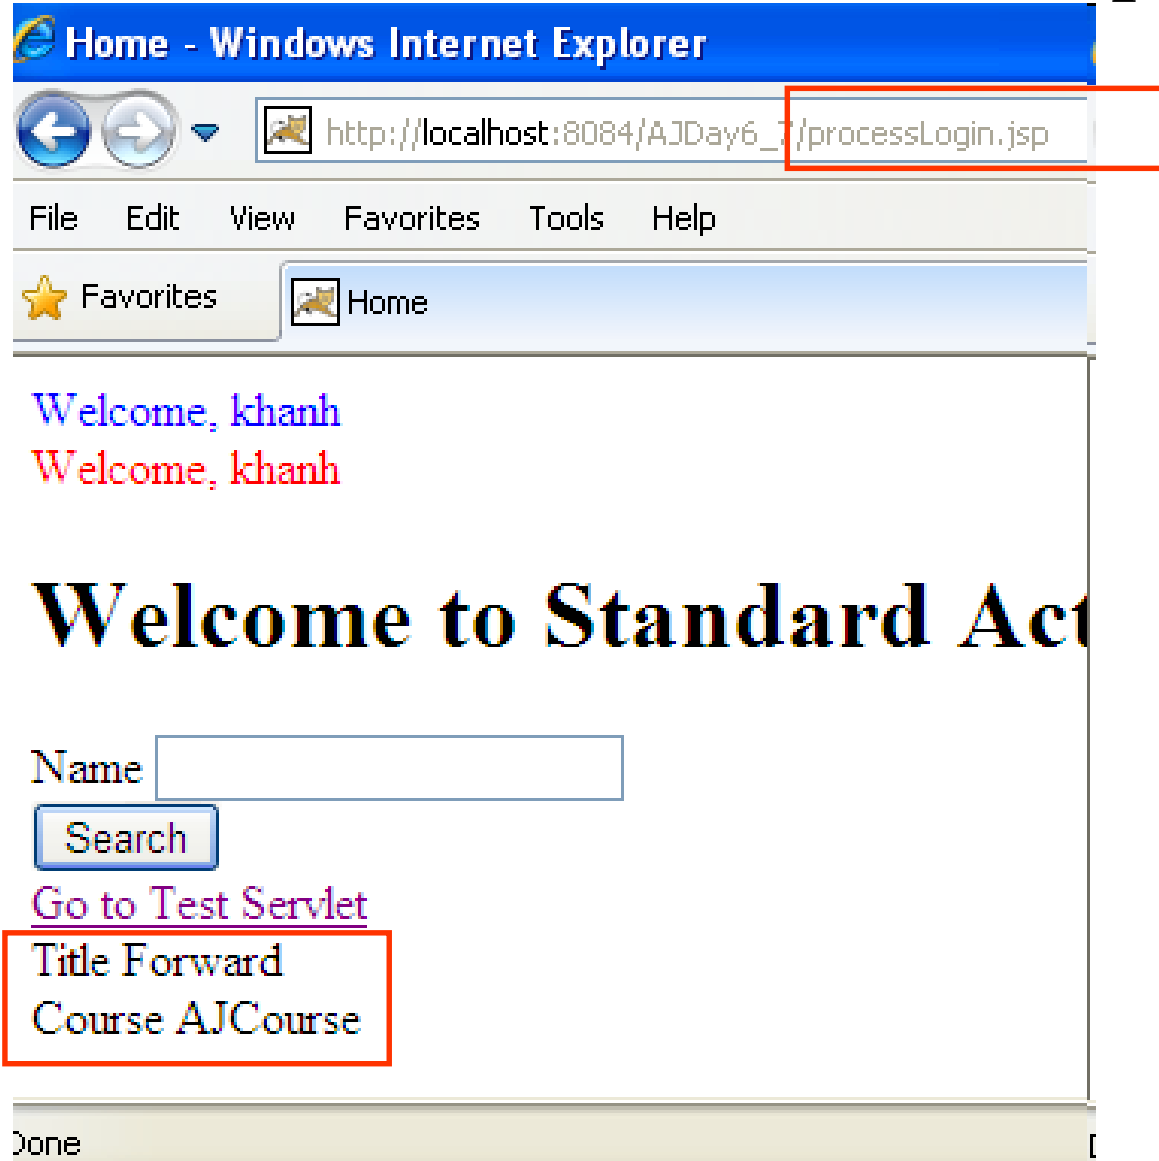 Home - Windows Internet Explorer
http://localhost:8084/AJDay6_7/processLogin.jsp
File Edit View Favorites Tools Help
Favorites Home
Welcome, khanh
Welcome, khanh
Welcome to Standard Act
Name
Search
Go to Test Servlet
Title Forward
Course AJCourse
Done